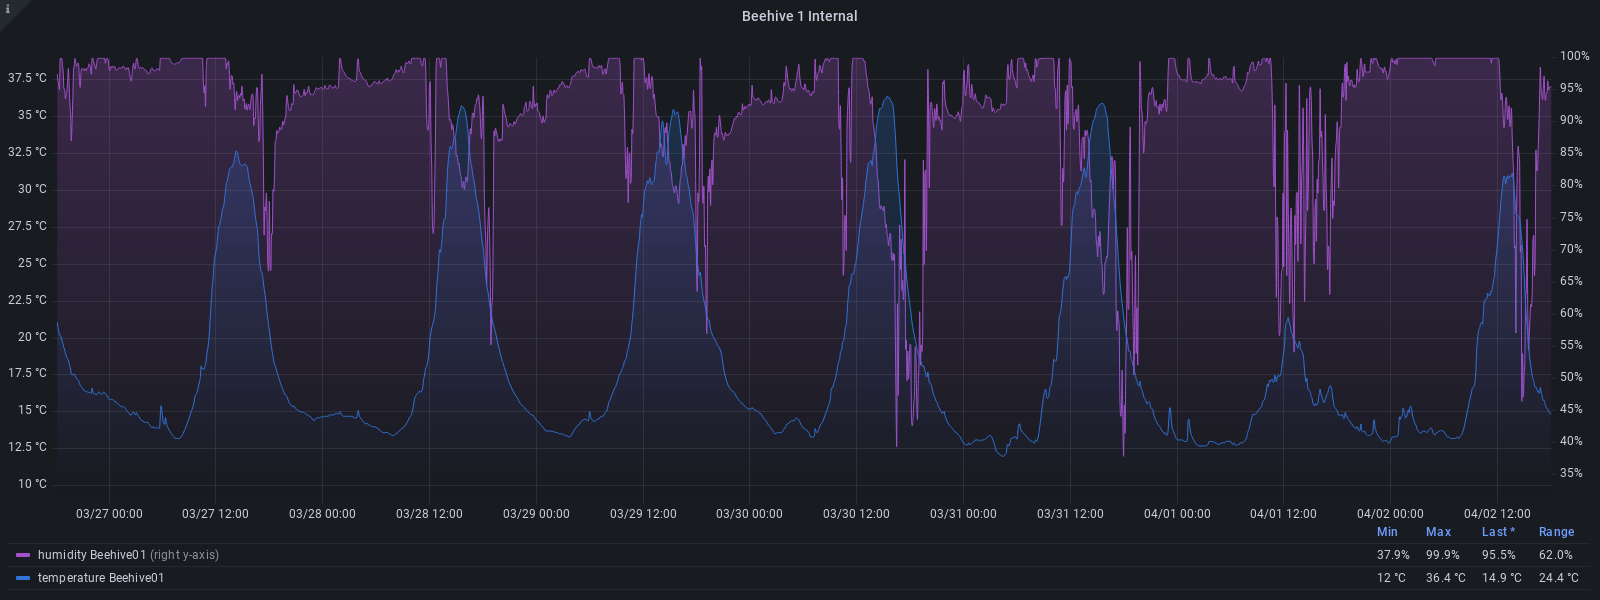 i
Beehive 1 Internal
37.5 °C
35 °C
32.5 °C
30 °C
27.5 °C
25 °C
22.5 °C
20 °C
17.5 °C
15 °C
12.5 °C
10 °C
100%
95%
90%
85%
80%
75%
70%
65%
60%
55%
50%
45%
40%
35%
03/27 00:00 03/27 12:00 03/28 00:00 03/28 12:00 03/29 00:00 03/29 12:00 03/30 00:00 03/30 12:00 03/31 00:00 03/31 12:00 04/01 00:00 04/01 12:00 04/02 00:00 04/02 12:00
Min Max Last * Range
humidity Beehive01 (right y-axis) 37.9% 99.9% 95.5% 62.0%
temperature Beehive01 12 °C 36.4 °C 14.9 °C 24.4 °C